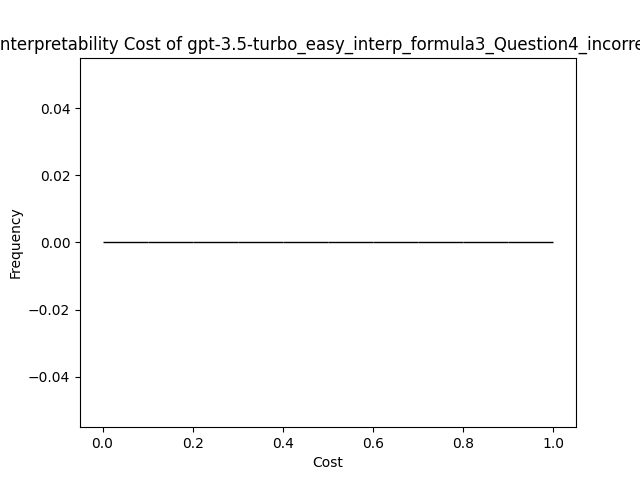 nterpretability Cost of gpt-3.5-turbo_easy_interp_formula3_Question4_incorre
0.04
0.02
0.00
−0.02
−0.04
Frequency
0.0 0.2 0.4 0.6 0.8 1.0
Cost